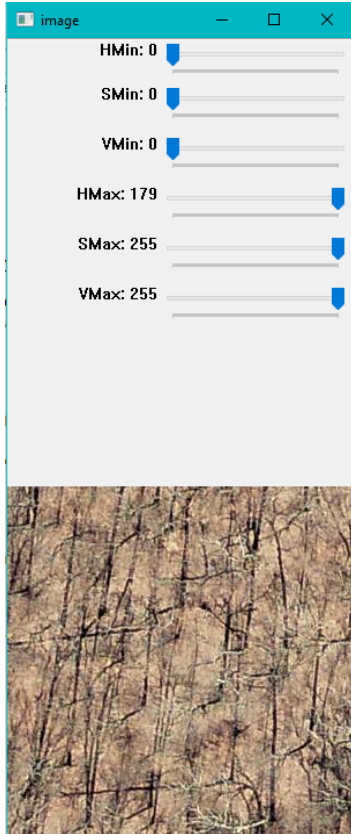 image
HMin: 0
SMin: 0
VMin: 0
HMax: 179
SMax: 255
VMax: 255